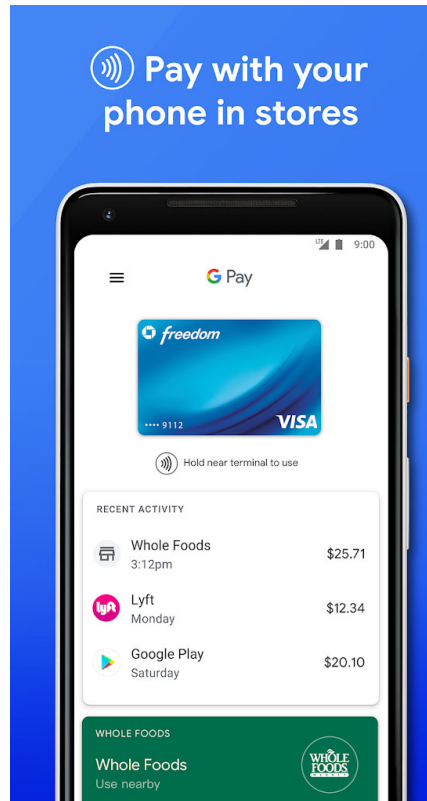 Pay with your
phone in stores
LTE 9:00
G Pay
freedom
•••• 9112 VISA
Hold near terminal to use
RECENT ACTIVITY
Whole Foods
3:12pm
$25.71
Lyft
Monday
$12.34
Google Play
Saturday
$20.10
WHOLE FOODS
Whole Foods
Use nearby
WHOLE
FOODS
MARKET